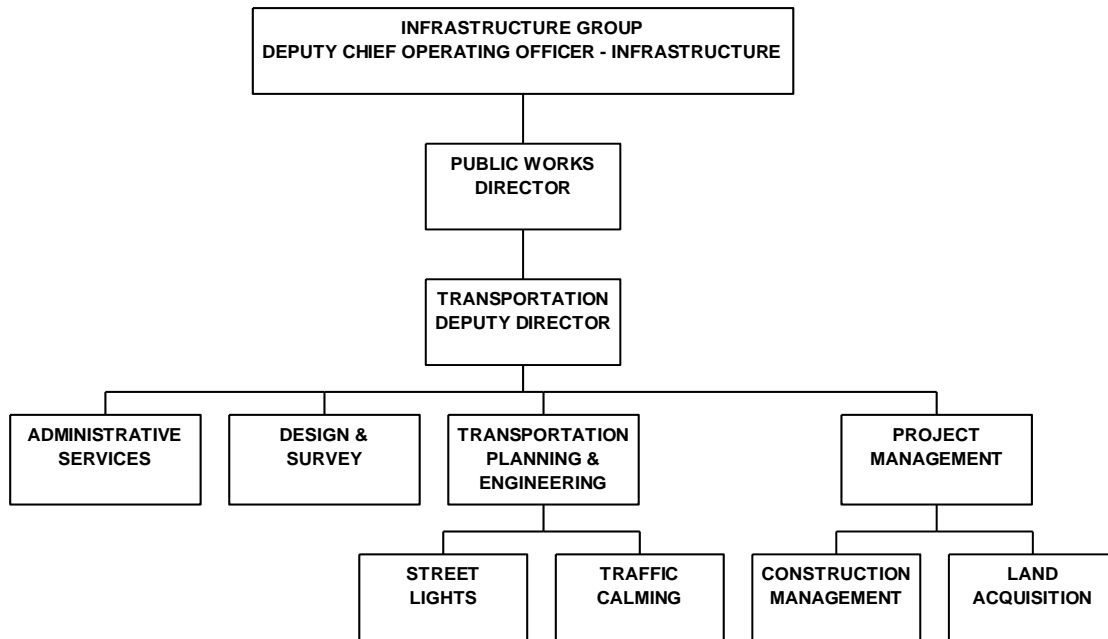 INFRASTRUCTURE GROUP
DEPUTY CHIEF OPERATING OFFICER - INFRASTRUCTURE
PUBLIC WORKS
DIRECTOR
TRANSPORTATION
DEPUTY DIRECTOR
ADMINISTRATIVE
SERVICES
DESIGN &
SURVEY
TRANSPORTATION
PLANNING &
ENGINEERING
PROJECT
MANAGEMENT
STREET
LIGHTS
TRAFFIC
CALMING
CONSTRUCTION
MANAGEMENT
LAND
ACQUISITION